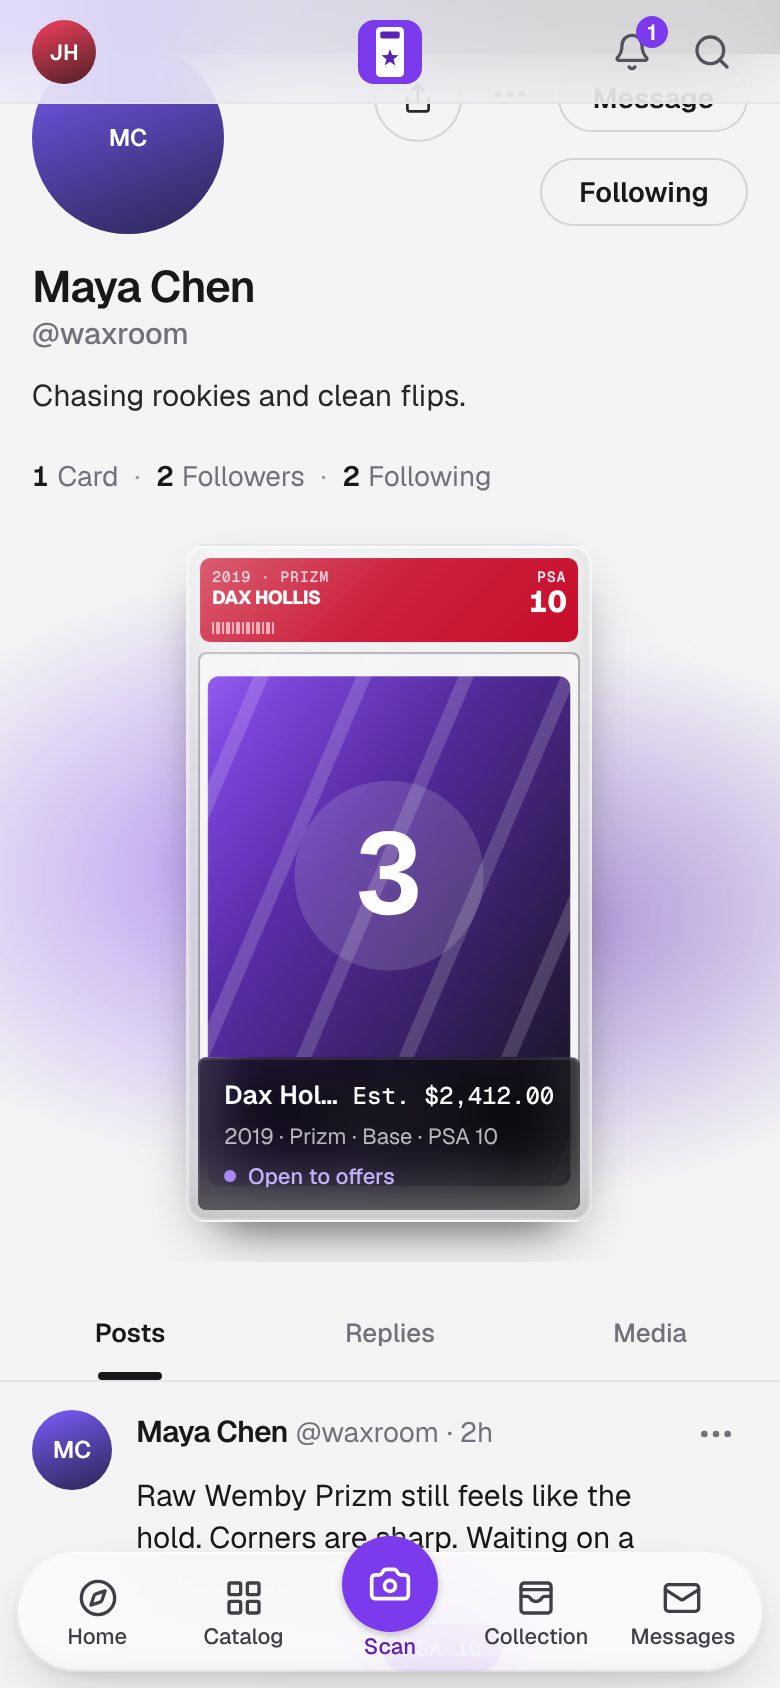 JH
1
Message
MC
Following
Maya Chen
@waxroom
Chasing rookies and clean flips.
1 Card · 2 Followers · 2 Following
2019 · PRIZM
PSA
DAX HOLLIS
10
3
Dax Hol... Est. $2,412.00
2019 · Prizm · Base · PSA 10
Open to offers
Posts Replies Media
MC
Maya Chen @waxroom · 2h
Raw Wemby Prizm still feels like the
hold. Corners are sharp. Waiting on a
PSA 10
Home Catalog Scan Collection Messages